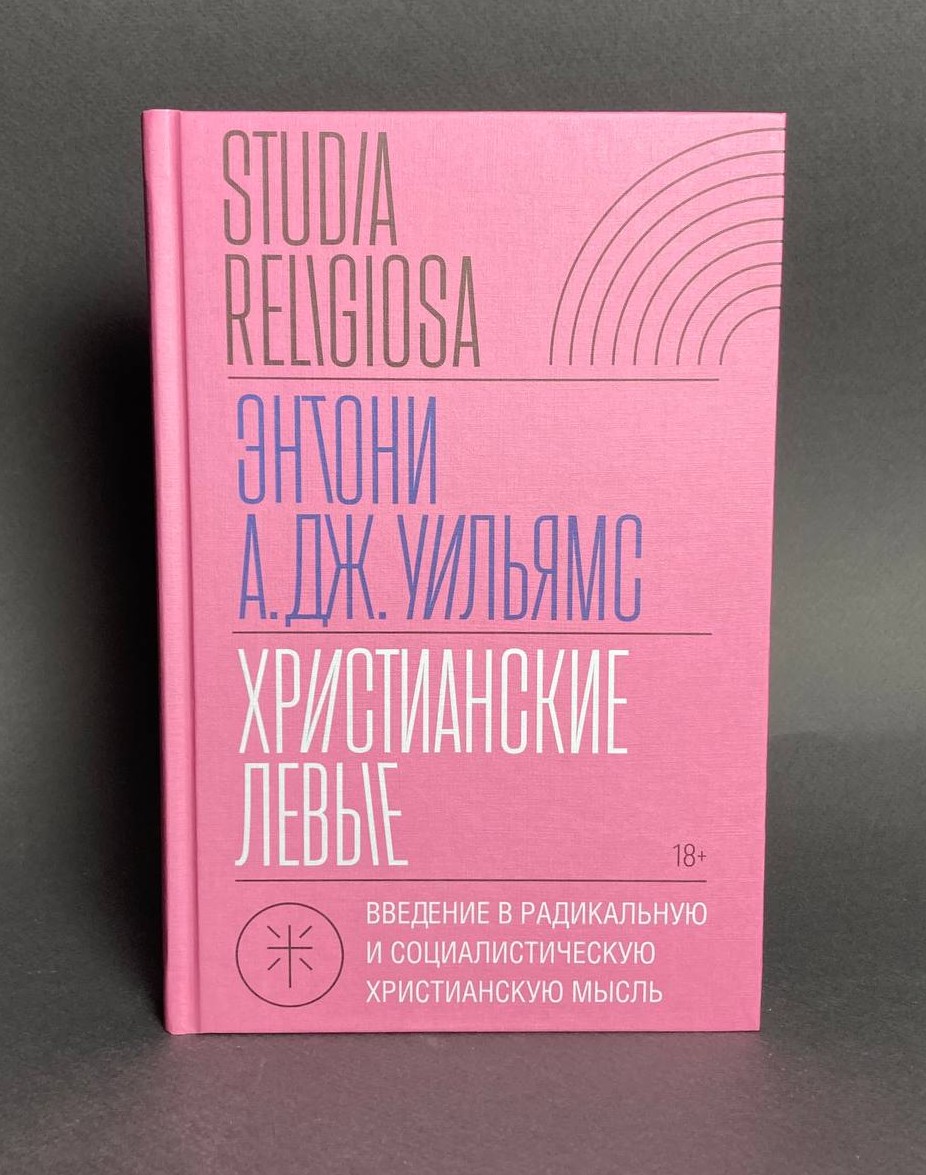 STUDIA
RELIGIOSA
ЭНТОНИ
А. ДЖ. УИЛЬЯМС
ХРИСТИАНСКИЕ
ЛЕВЫЕ
18+
ВВЕДЕНИЕ В РАДИКАЛЬНУЮ
И СОЦИАЛИСТИЧЕСКУЮ
ХРИСТИАНСКУЮ МЫСЛЬ